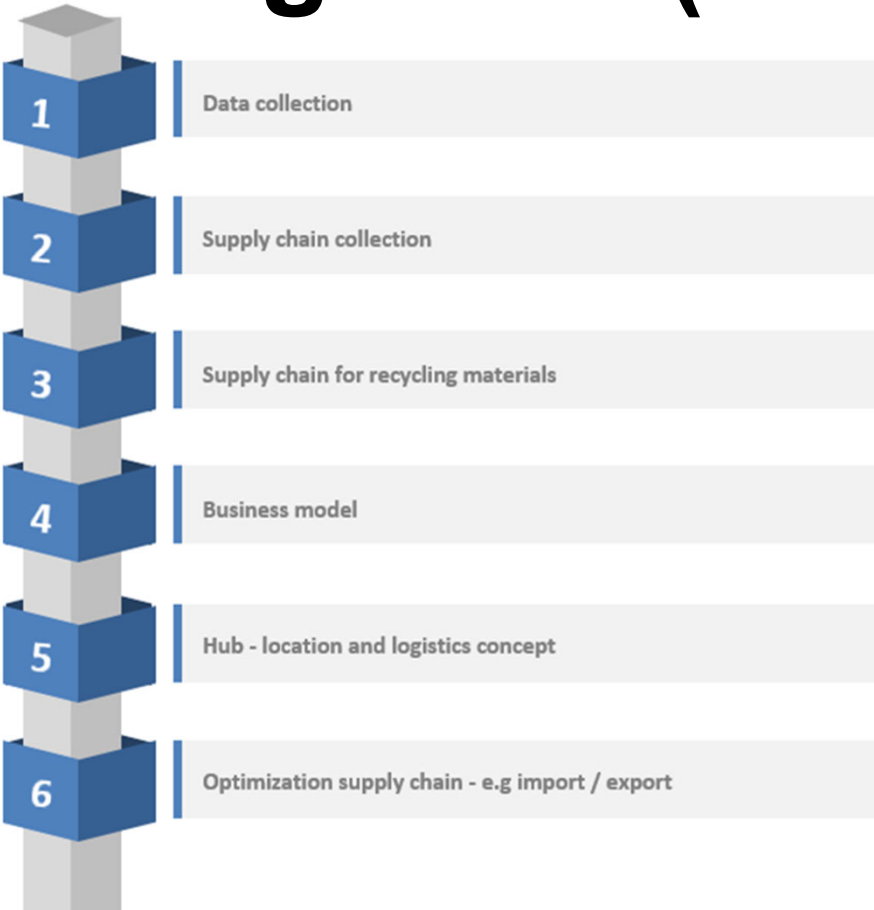 1
Data collection
2
Supply chain collection
3
Supply chain for recycling materials
4
Business model
5
Hub - location and logistics concept
6
Optimization supply chain - e.g import / export